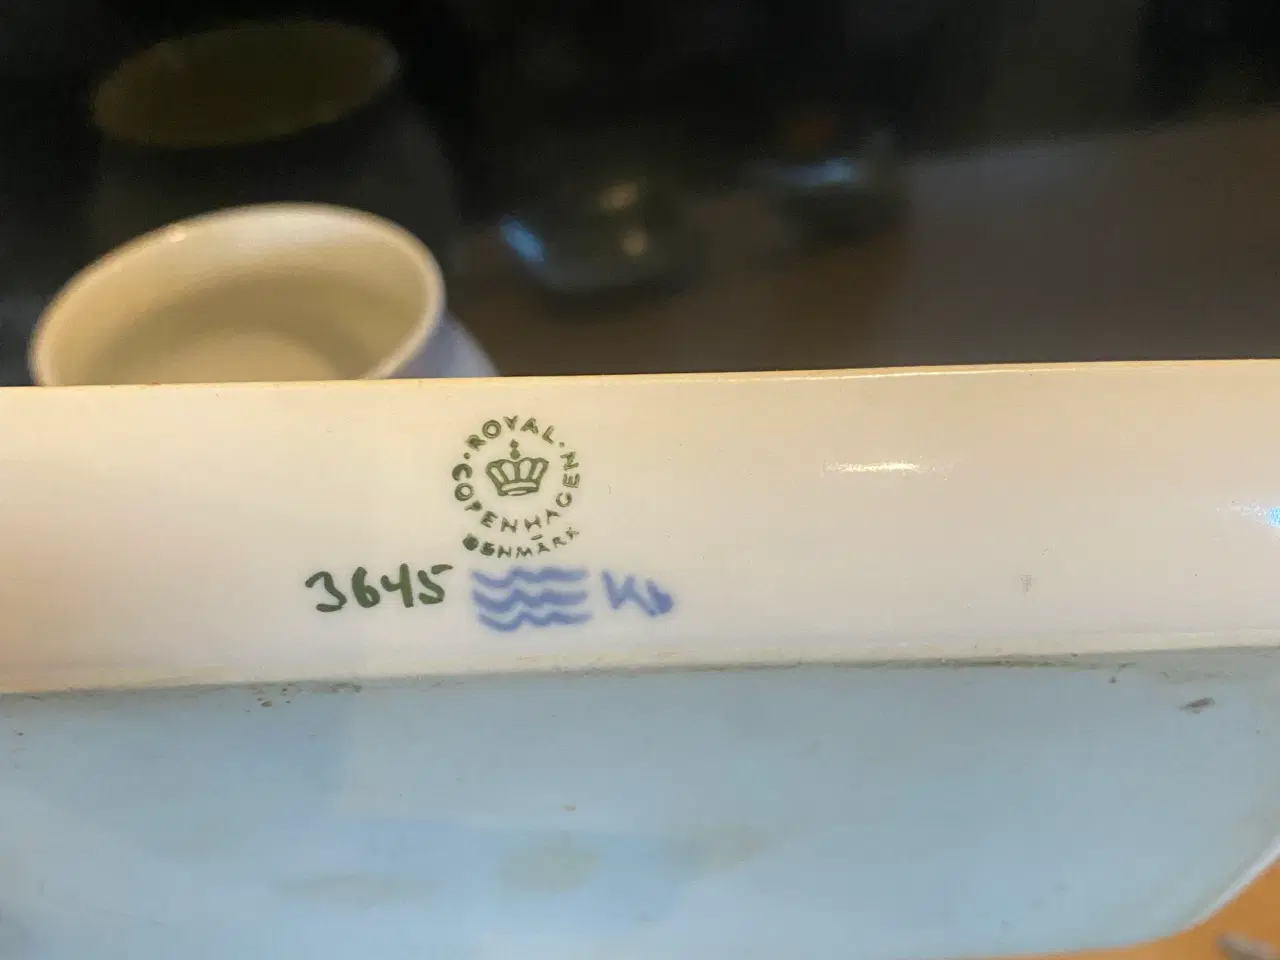 ROYAL
COPENHAGEN
DENMARK
3645